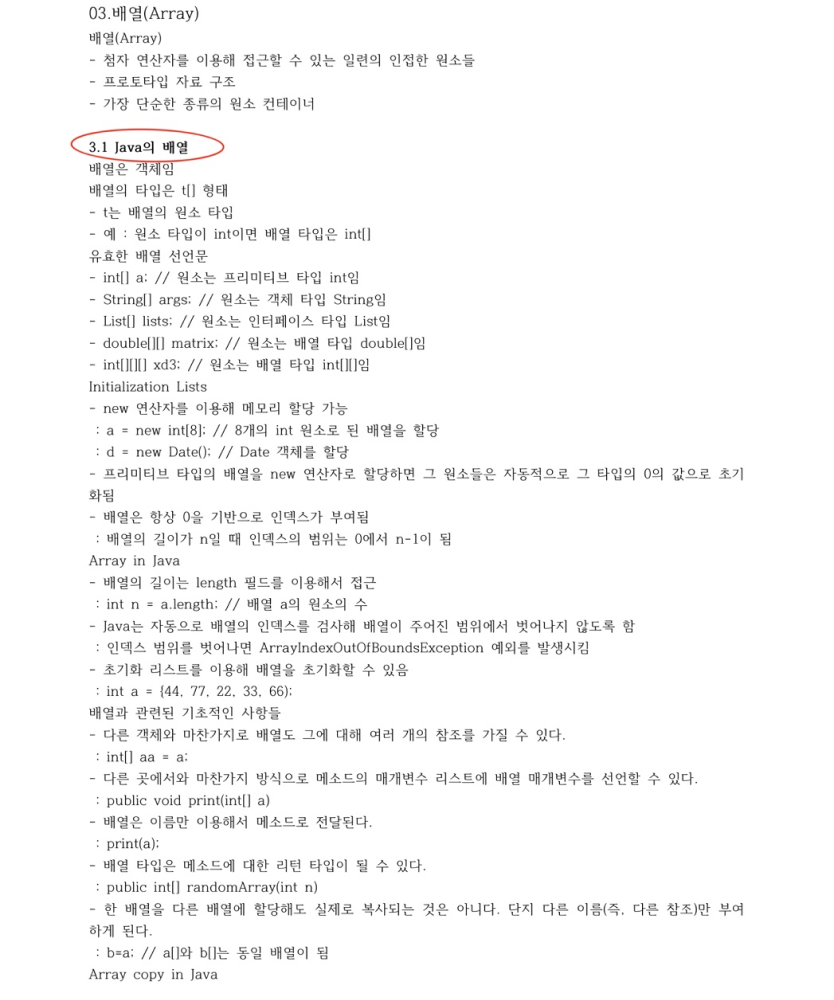 03.배열(Array)
배열(Array)
- 첨자 연산자를 이용해 접근할 수 있는 일련의 인접한 원소들
- 프로토타입 자료 구조
- 가장 단순한 종류의 원소 컨테이너
3.1 Java의 배열
배열은 객체임
배열의 타입은 t[] 형태
- t는 배열의 원소 타입
- 예 : 원소 타입이 int이면 배열 타입은 int[]
유효한 배열 선언문
- int[] a; // 원소는 프리미티브 타입 int임
- String[] args; // 원소는 객체 타입 String임
- List[] lists; // 원소는 인터페이스 타입 List임
- double[][] matrix; // 원소는 배열 타입 double[]임
- int[][][] xd3; // 원소는 배열 타입 int[][]임
Initialization Lists
- new 연산자를 이용해 메모리 할당 가능
: a = new int[8]; // 8개의 int 원소로 된 배열을 할당
: d = new Date(); // Date 객체를 할당
- 프리미티브 타입의 배열을 new 연산자로 할당하면 그 원소들은 자동적으로 그 타입의 0의 값으로 초기
화됨
- 배열은 항상 0을 기반으로 인덱스가 부여됨
: 배열의 길이가 n일 때 인덱스의 범위는 0에서 n-1이 됨
Array in Java
- 배열의 길이는 length 필드를 이용해서 접근
: int n = a.length; // 배열 a의 원소의 수
- Java는 자동으로 배열의 인덱스를 검사해 배열이 주어진 범위에서 벗어나지 않도록 함
: 인덱스 범위를 벗어나면 ArrayIndexOutOfBoundsException 예외를 발생시킴
- 초기화 리스트를 이용해 배열을 초기화할 수 있음
: int a = {44, 77, 22, 33, 66);
배열과 관련된 기초적인 사항들
- 다른 객체와 마찬가지로 배열도 그에 대해 여러 개의 참조를 가질 수 있다.
: int[] aa = a;
- 다른 곳에서와 마찬가지 방식으로 메소드의 매개변수 리스트에 배열 매개변수를 선언할 수 있다.
: public void print(int[] a)
- 배열은 이름만 이용해서 메소드로 전달된다.
: print(a);
- 배열 타입은 메소드에 대한 리턴 타입이 될 수 있다.
: public int[] randomArray(int n)
- 한 배열을 다른 배열에 할당해도 실제로 복사되는 것은 아니다. 단지 다른 이름(즉, 다른 참조)만 부여
하게 된다.
: b=a; // a[]와 b[]는 동일 배열이 됨
Array copy in Java